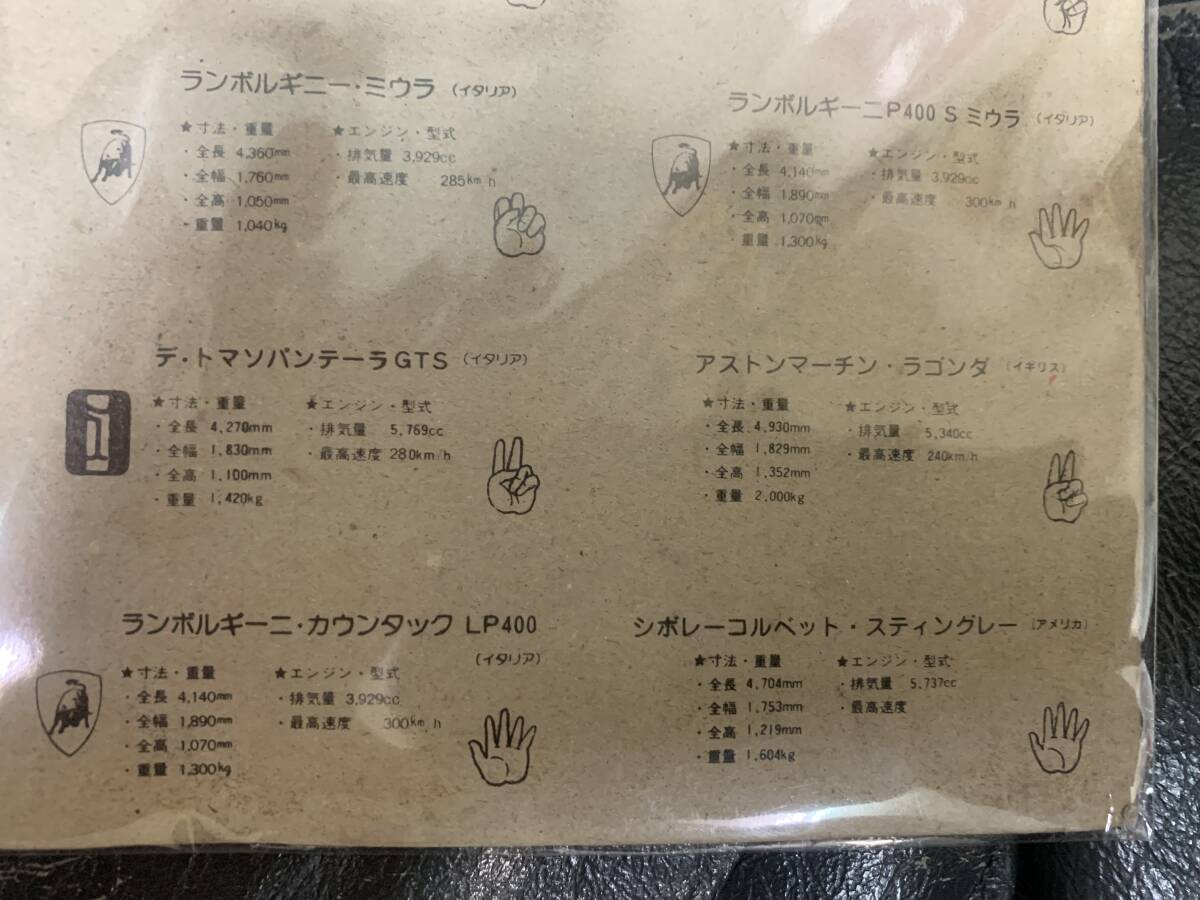 ランボルギニー・ミウラ (イタリア)
★寸法・重量
・全長 4,360mm
・全幅 1,760mm
・全高 1,050mm
・重量 1,040kg
★エンジン・型式
・排気量 3,929cc
・最高速度 285km h
ランボルギーニP400 S ミウラ (イタリア)
★寸法・重量
・全長 4,140mm
・全幅 1,890mm
・全高 1,070mm
重量 1,300kg
★エンジン・型式
・排気量 3,929cc
・最高速度 300km h
デ・トマソパンテーラGTS (イタリア)
★寸法・重量
・全長 4,270mm
・全幅 1,830mm
・全高 1,100mm
・重量 1,420kg
★エンジン・型式
・排気量 5,769cc
・最高速度 280km/h
アストンマーチン・ラゴンダ (イギリス)
★寸法・重量
・全長 4,930mm
・全幅 1,829mm
・全高 1,352mm
・重量 2,000kg
★エンジン・型式
・排気量 5,340cc
・最高速度 240km/h
ランボルギーニ・カウンタック LP400
(イタリア)
★寸法・重量
・全長 4,140mm
・全幅 1,890mm
・全高 1,070mm
・重量 1,300kg
★エンジン・型式
・排気量 3,929cc
・最高速度 300km h
シボレーコルベット・スティングレー (アメリカ)
★寸法・重量
・全長 4,704mm
・全幅 1,753mm
・全高 1,219mm
・重量 1,604kg
★エンジン・型式
・排気量 5,737cc
・最高速度